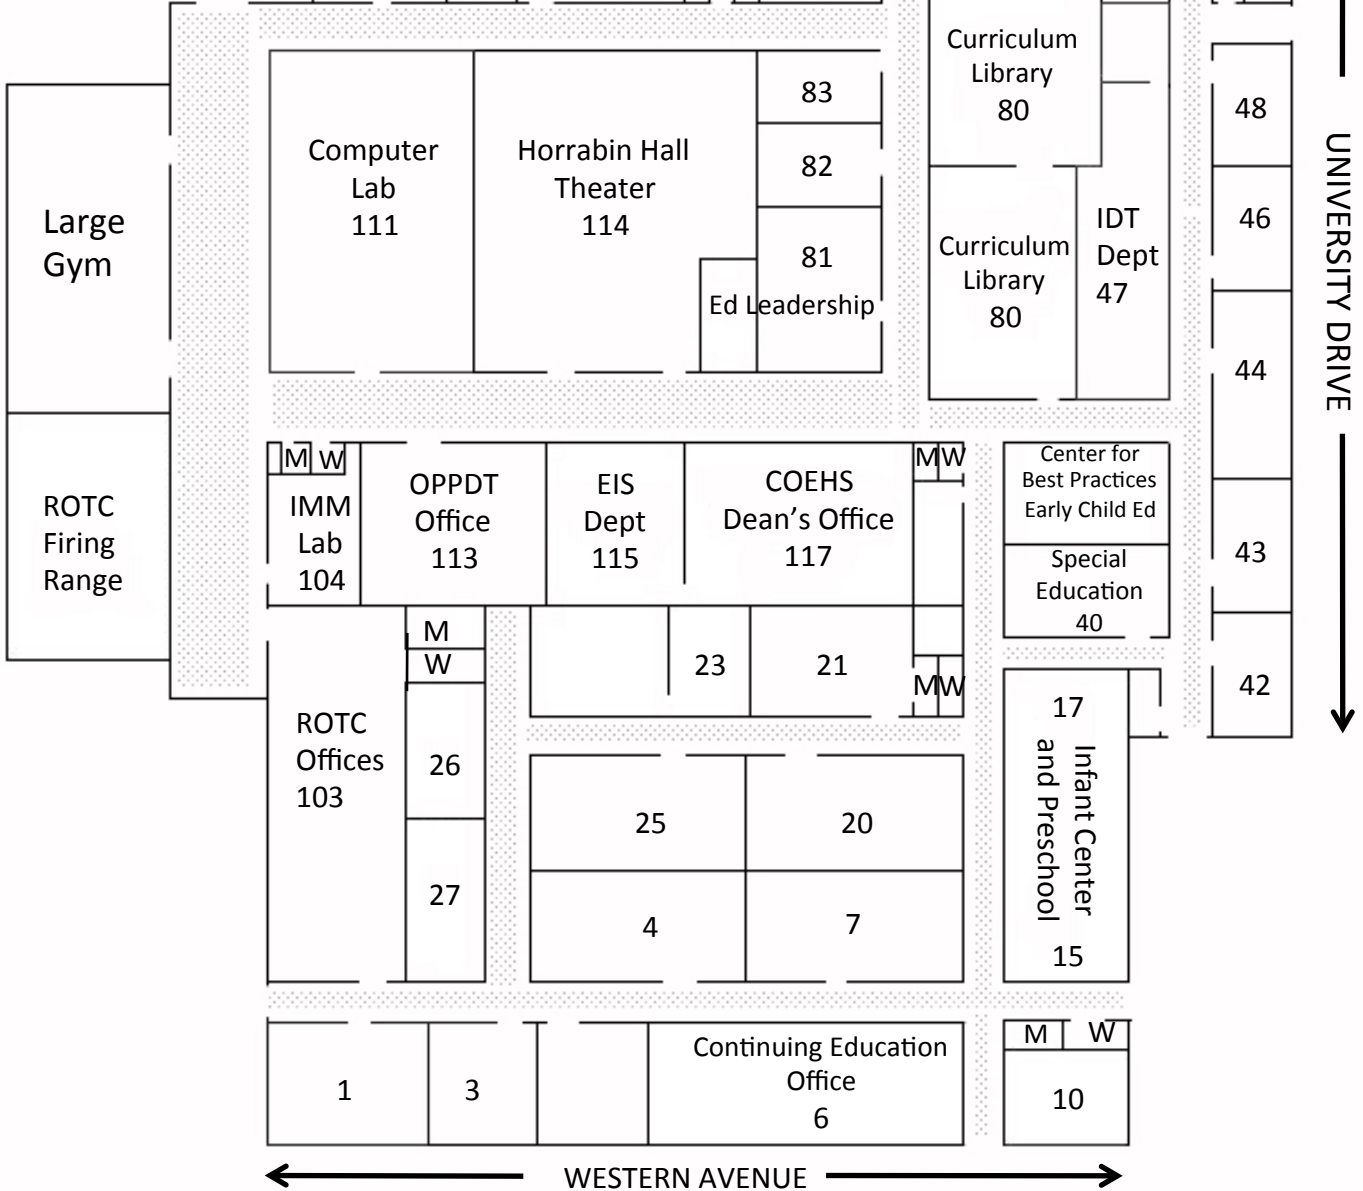 Curriculum
Library
80
83
48
Computer
Lab
111
Horrabin Hall
Theater
114
82
UNIVERSITY DRIVE
Large
Gym
46
IDT
Dept
47
Curriculum
Library
80
81
Ed Leadership
44
M W
M W
Center for
Best Practices
Early Child Ed
ROTC
Firing
Range
IMM
Lab
104
OPPDT
Office
113
EIS
Dept
115
COEHS
Dean’s Office
117
43
Special
Education
40
M
W
23
21
M W
42
17
Infant Center
and Preschool
15
ROTC
Offices
103
26
25
20
27
4
7
M W
1
3
Continuing Education
Office
6
10
WESTERN AVENUE